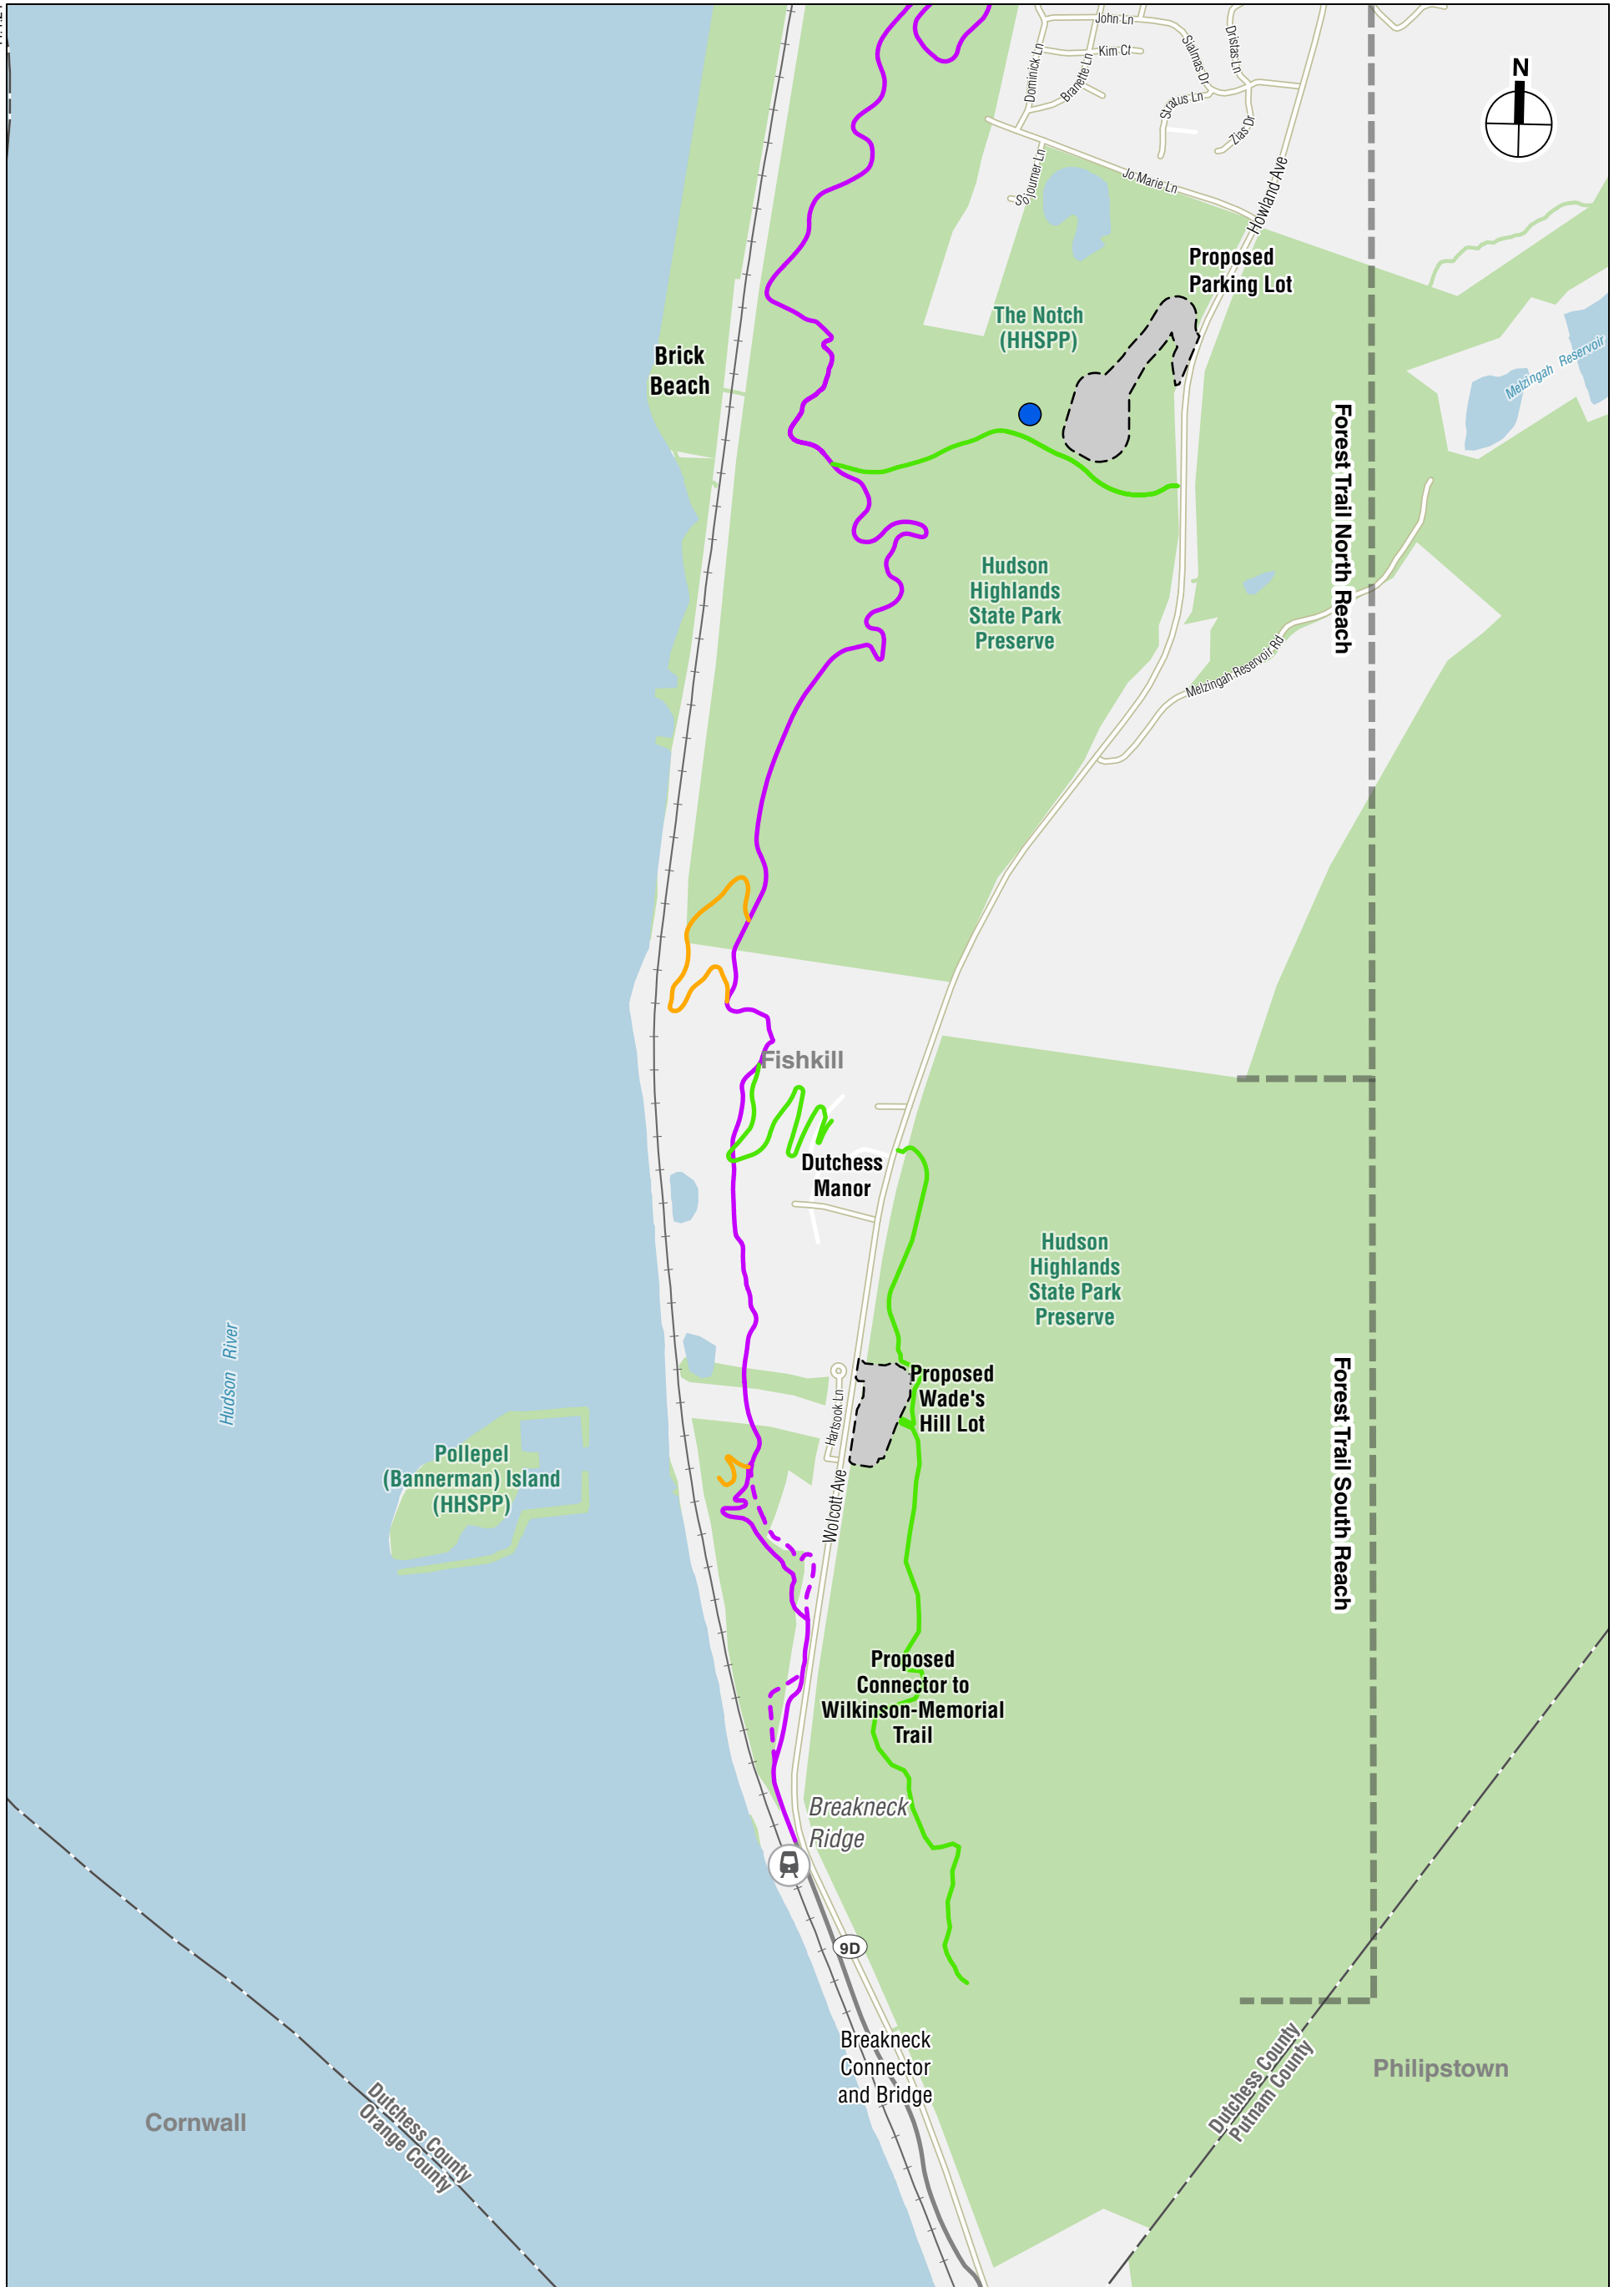 John Ln
Kim Ct
Dominick Ln
Branette Ln
Sialmas Dr
Dristas Ln
Stratus Ln
Zias Dr
N
Sojourner Ln
Jo Marie Ln
Howland Ave
Proposed
Parking Lot
The Notch
(HHSPP)
Brick
Beach
Melzingah Reservoir
Forest Trail North Reach
Hudson
Highlands
State Park
Preserve
Melzingah Reservoir Rd
Fishkill
Dutchess
Manor
Hudson
Highlands
State Park
Preserve
Hudson River
Proposed
Wade's
Hill Lot
Hartsook Ln
Forest Trail South Reach
Pollepel
(Bannerman) Island
(HHSPP)
Wolcott Ave
Proposed
Connector to
Wilkinson-Memorial
Trail
Breakneck
Ridge
9D
Breakneck
Connector
and Bridge
Dutchess County
Putnam County
Philipstown
Cornwall
Dutchess County
Orange County